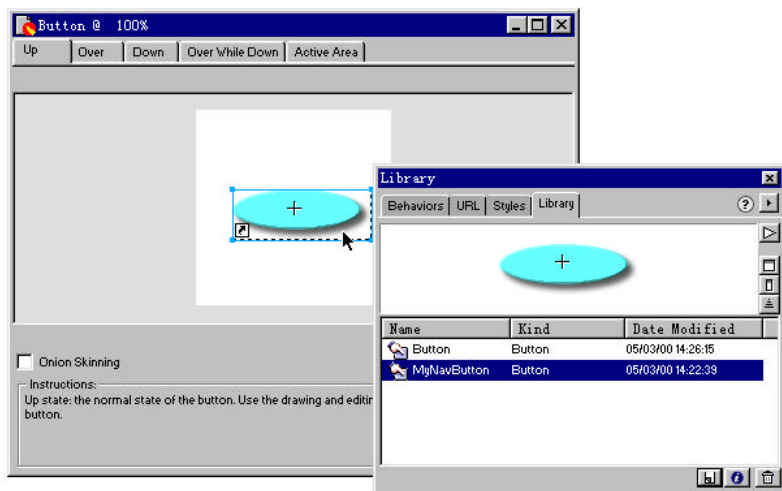 Button @ 100%
Up Over Down Over While Down Active Area
Onion Skinning
Instructions:
Up state: the normal state of the button. Use the drawing and editin
button.
Library
Behaviors URL Styles Library
?
Name Kind Date Modified
Button Button 05/03/00 14:26:15
MyNavButton Button 05/03/00 14:22:39